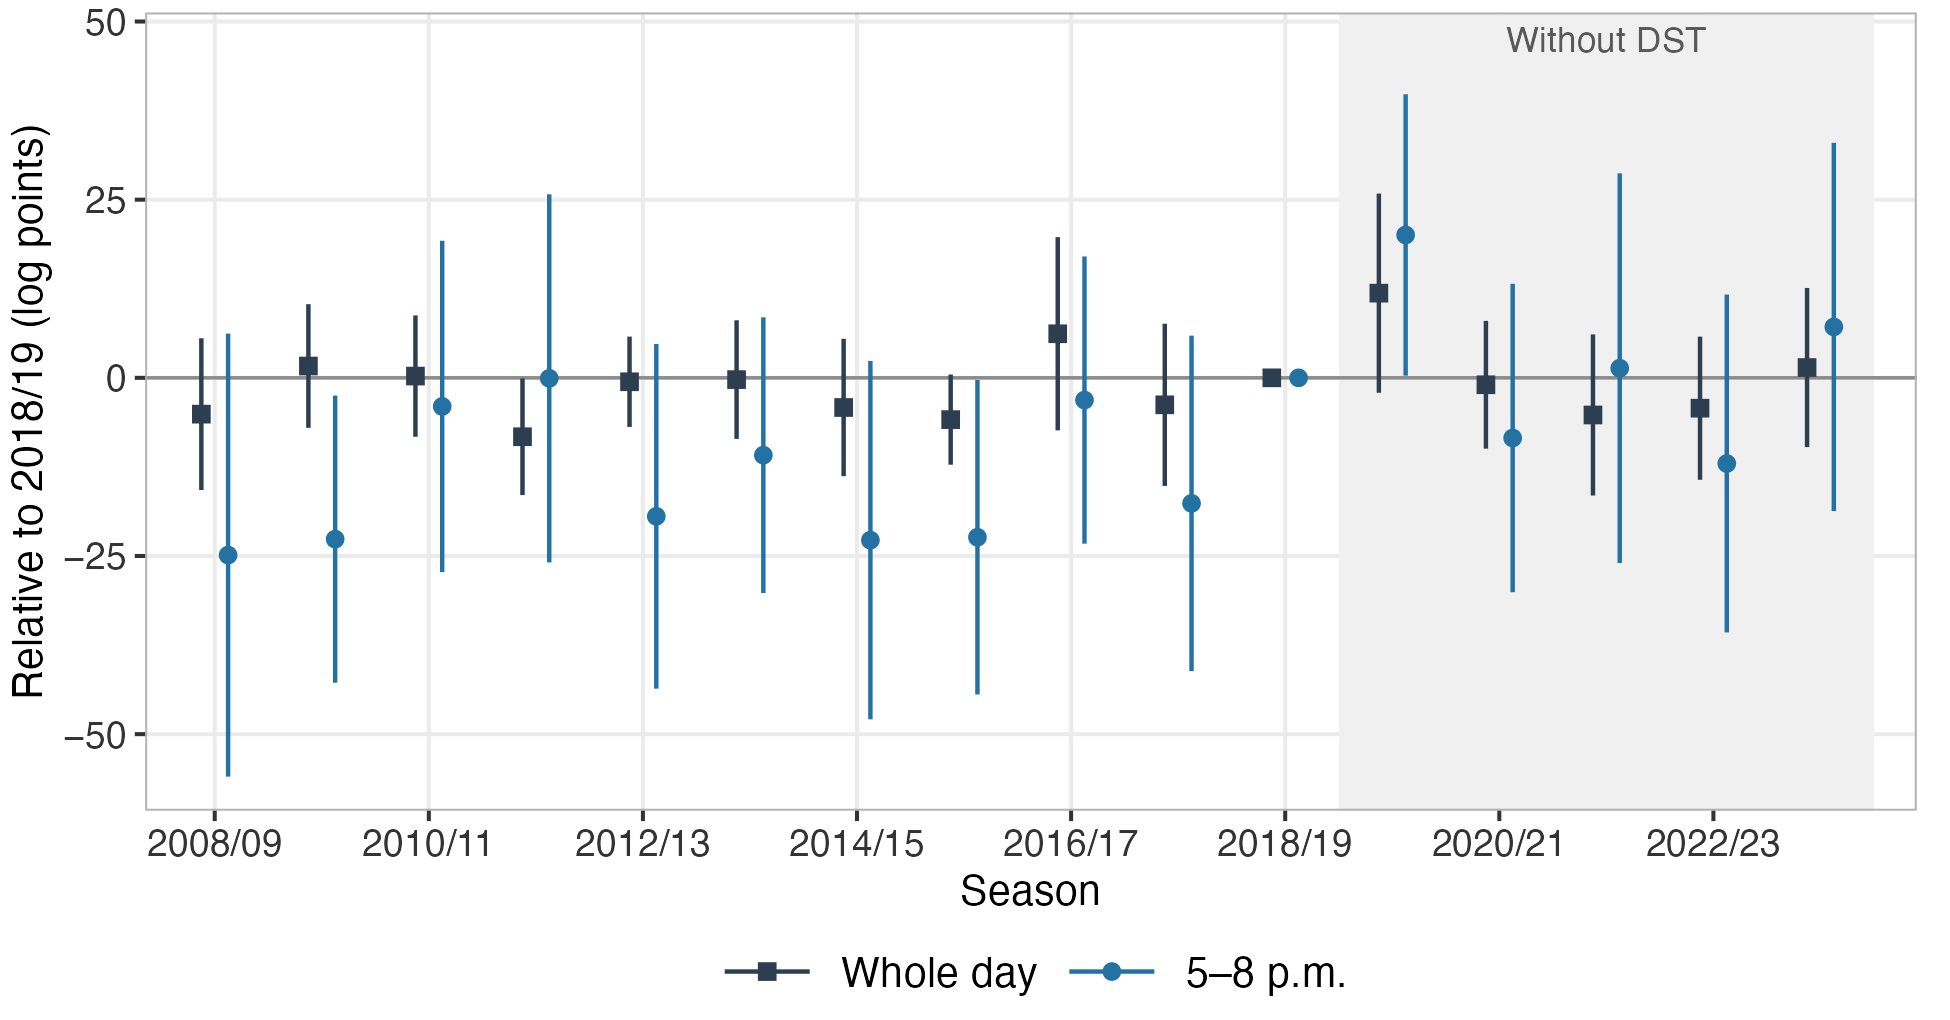 Relative to 2018/19 (log points)
50
25
0
−25
−50
Without DST
2008/09 2010/11 2012/13 2014/15 2016/17 2018/19 2020/21 2022/23
Season
Whole day 5–8 p.m.